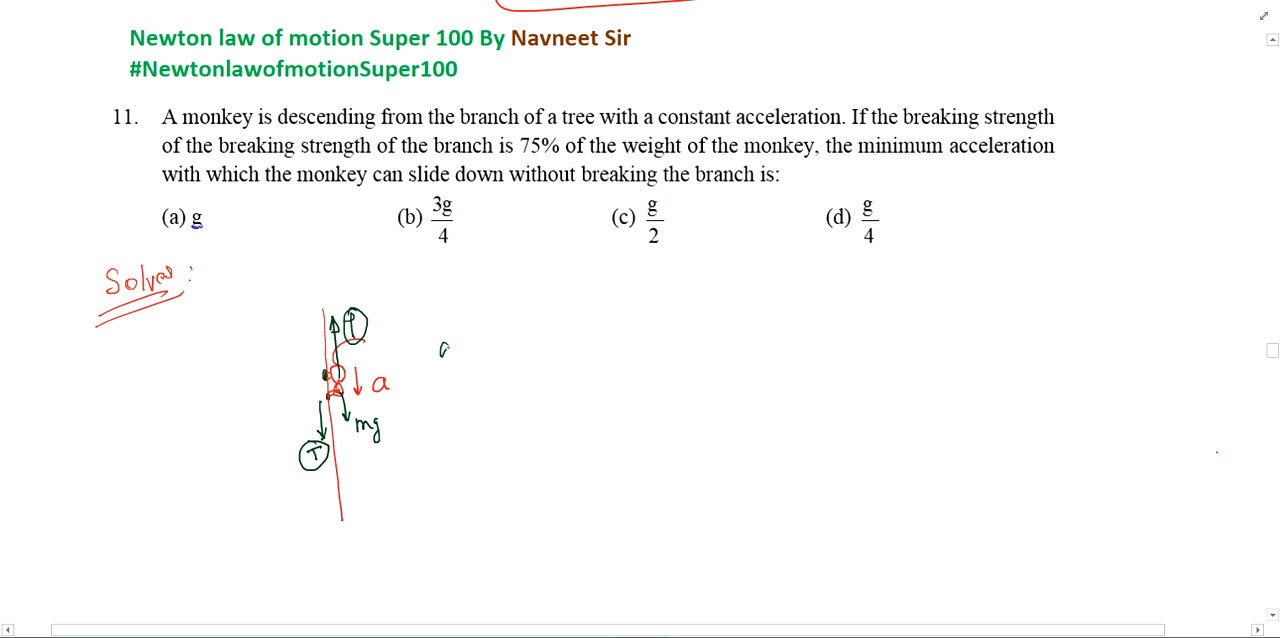 Newton law of motion Super 100 By Navneet Sir
#NewtonlawofmotionSuper100
11. A monkey is descending from the branch of a tree with a constant acceleration. If the breaking strength
of the breaking strength of the branch is 75% of the weight of the monkey, the minimum acceleration
with which the monkey can slide down without breaking the branch is:
(a) g (b) 3g/4 (c) g/2 (d) g/4
T
a
mg
T